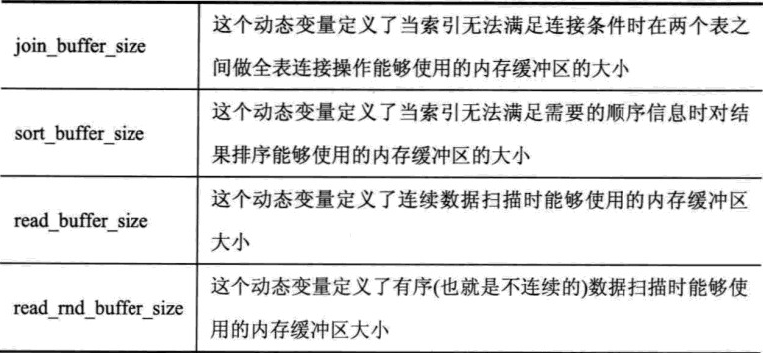 join_buffer_size
这个动态变量定义了当索引无法满足连接条件时在两个表之
间做全表连接操作能够使用的内存缓冲区的大小
sort_buffer_size
这个动态变量定义了当索引无法满足需要的顺序信息时对结
果排序能够使用的内存缓冲区的大小
read_buffer_size
这个动态变量定义了连续数据扫描时能够使用的内存缓冲区
大小
read_rnd_buffer_size
这个动态变量定义了有序(也就是不连续的)数据扫描时能够使
用的内存缓冲区大小